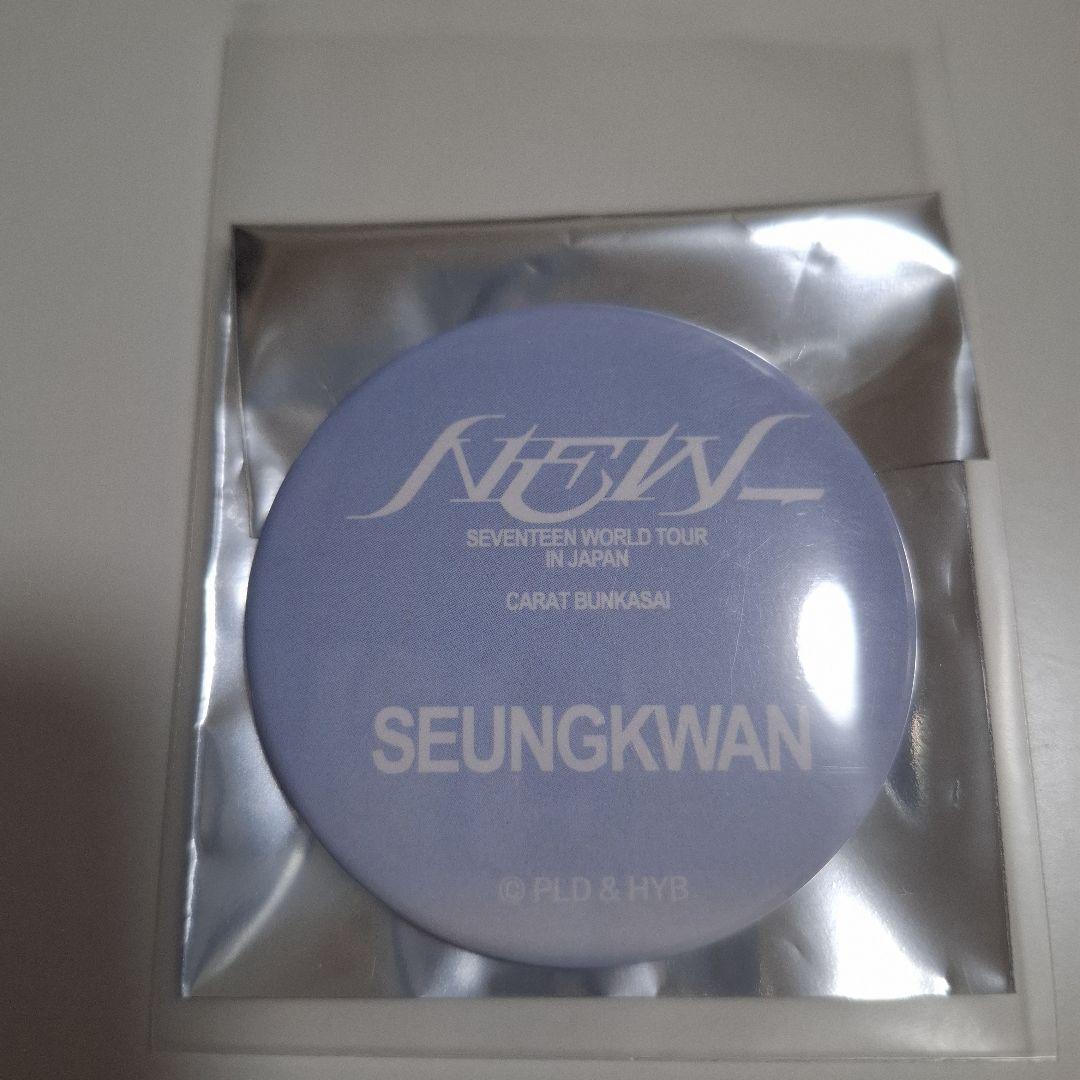 NEW_
SEVENTEEN WORLD TOUR
IN JAPAN
CARAT BUNKASAI
SEUNGKWAN
© PLD & HYB